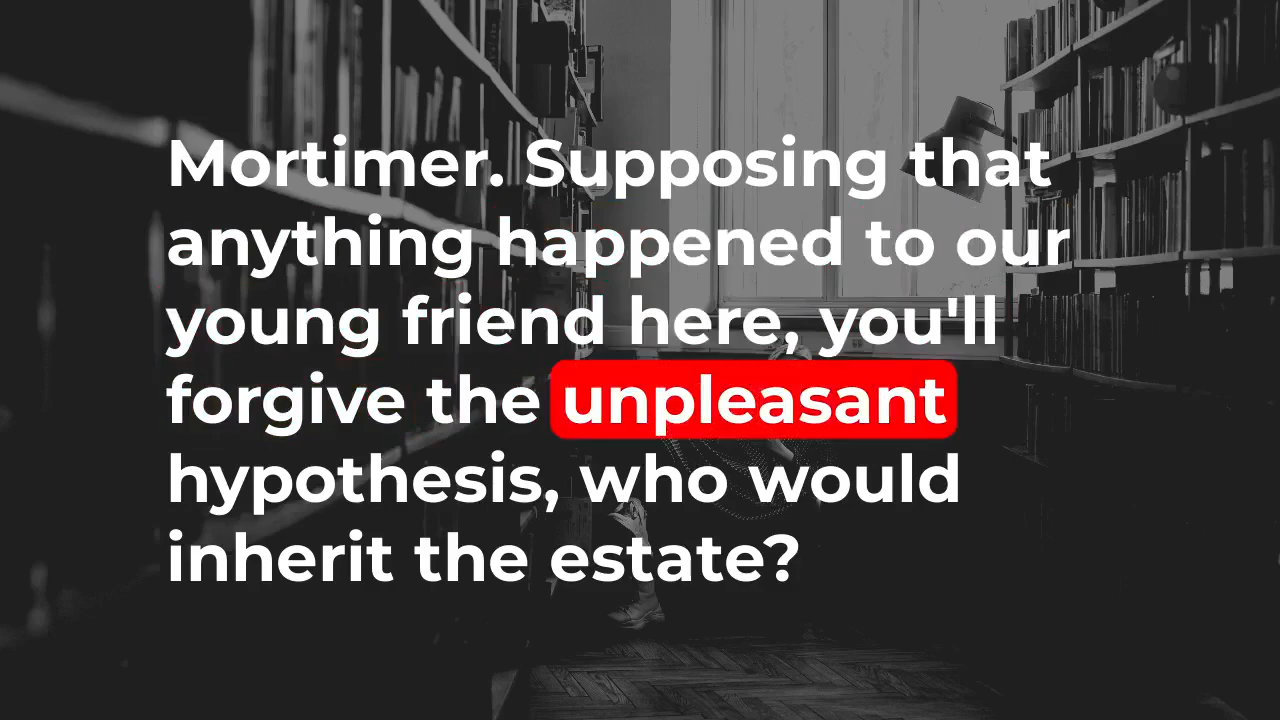 Mortimer. Supposing that
anything happened to our
young friend here, you'll
forgive the unpleasant
hypothesis, who would
inherit the estate?